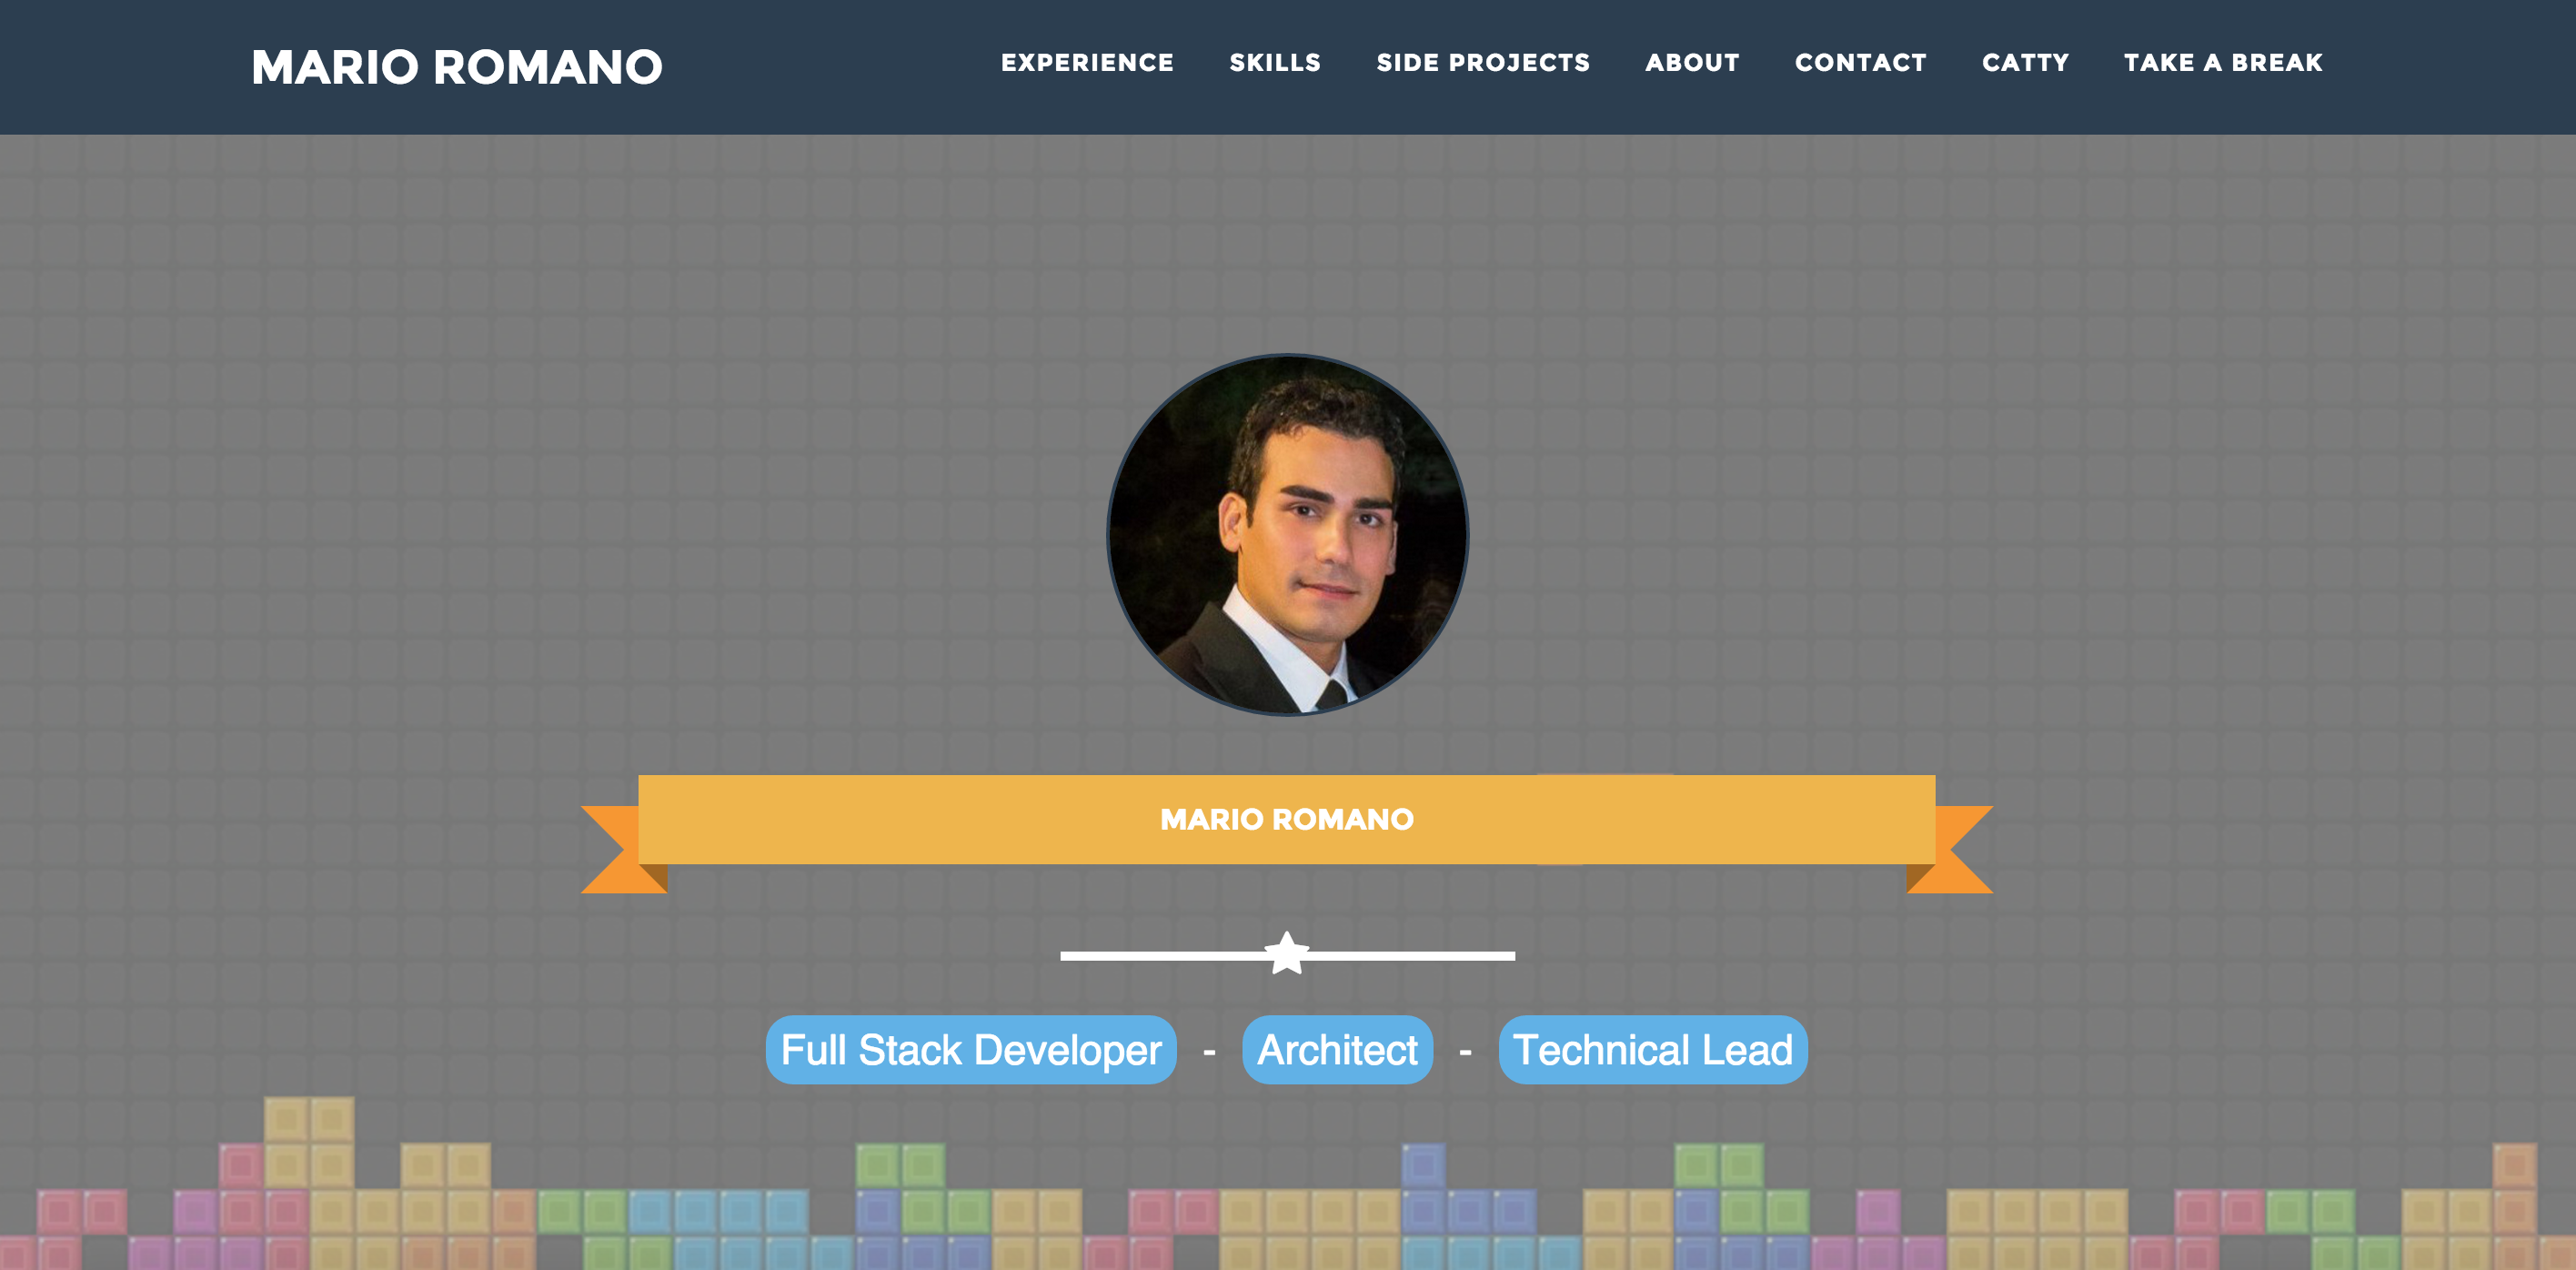 MARIO ROMANO
EXPERIENCE SKILLS SIDE PROJECTS ABOUT CONTACT CATTY TAKE A BREAK
MARIO ROMANO
Full Stack Developer - Architect - Technical Lead